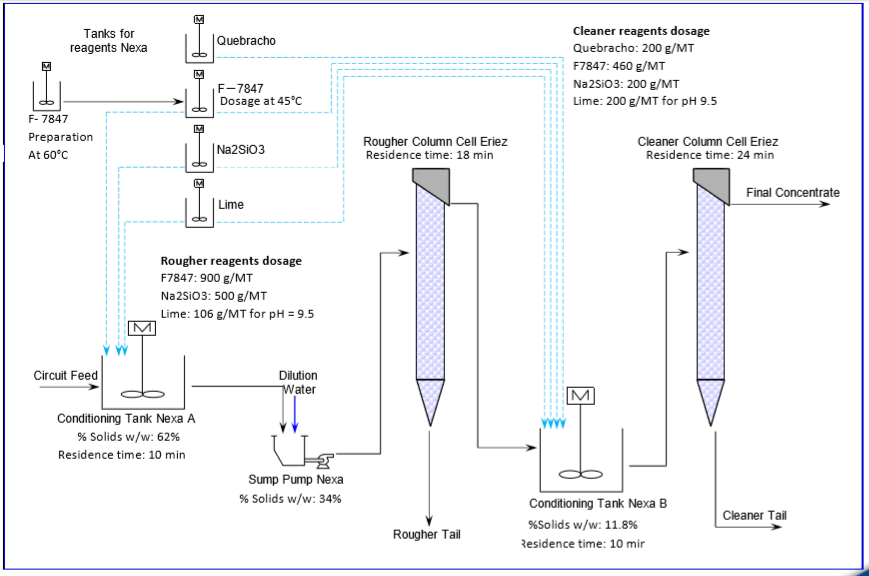 Tanks for
reagents Nexa
M
Quebracho
M
F- 7847
Preparation
At 60°C
M
F—7847
Dosage at 45°C
M
Na2SiO3
M
Lime
Cleaner reagents dosage
Quebracho: 200 g/MT
F7847: 460 g/MT
Na2SiO3: 200 g/MT
Lime: 200 g/MT for pH 9.5
Rougher Column Cell Eriez
Residence time: 18 min
Cleaner Column Cell Eriez
Residence time: 24 min
Final Concentrate
Rougher reagents dosage
F7847: 900 g/MT
Na2SiO3: 500 g/MT
Lime: 106 g/MT for pH = 9.5
M
Circuit Feed
Conditioning Tank Nexa A
% Solids w/w: 62%
Residence time: 10 min
Dilution
Water
Sump Pump Nexa
% Solids w/w: 34%
Rougher Tail
M
Conditioning Tank Nexa B
%Solids w/w: 11.8%
Residence time: 10 mir
Cleaner Tail